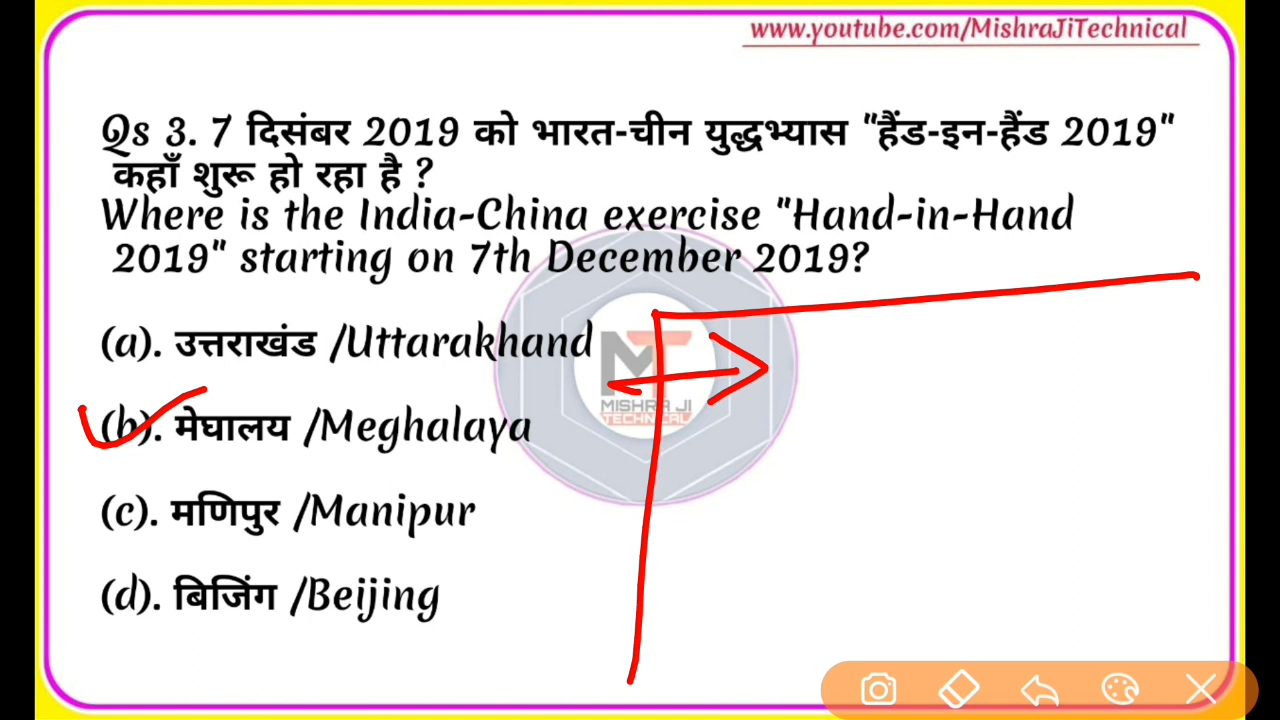 www.youtube.com/MishraJiTechnical
Qs 3. 7 दिसंबर 2019 को भारत-चीन युद्धभ्यास "हैंड-इन-हैंड 2019"
कहाँ शुरू हो रहा है ?
Where is the India-China exercise "Hand-in-Hand
2019" starting on 7th December 2019?
(a). उत्तराखंड /Uttarakhand
(b). मेघालय /Meghalaya
(c). मणिपुर /Manipur
(d). बिजिंग /Beijing
MT
MISHRA JI
TECHNICAL